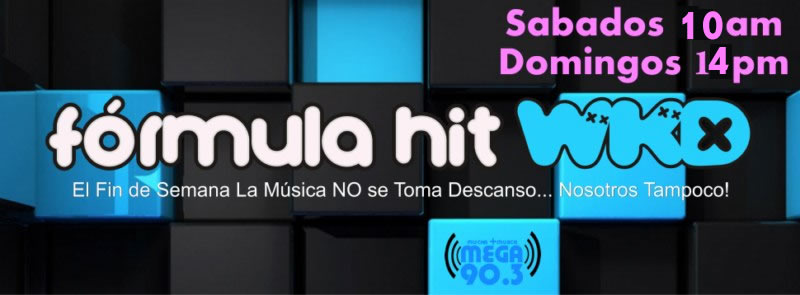 Sabados 10am
Domingos 14pm
fórmula hit WKD
El Fin de Semana La Música NO se Toma Descanso... Nosotros Tampoco!
MEGA
90.3